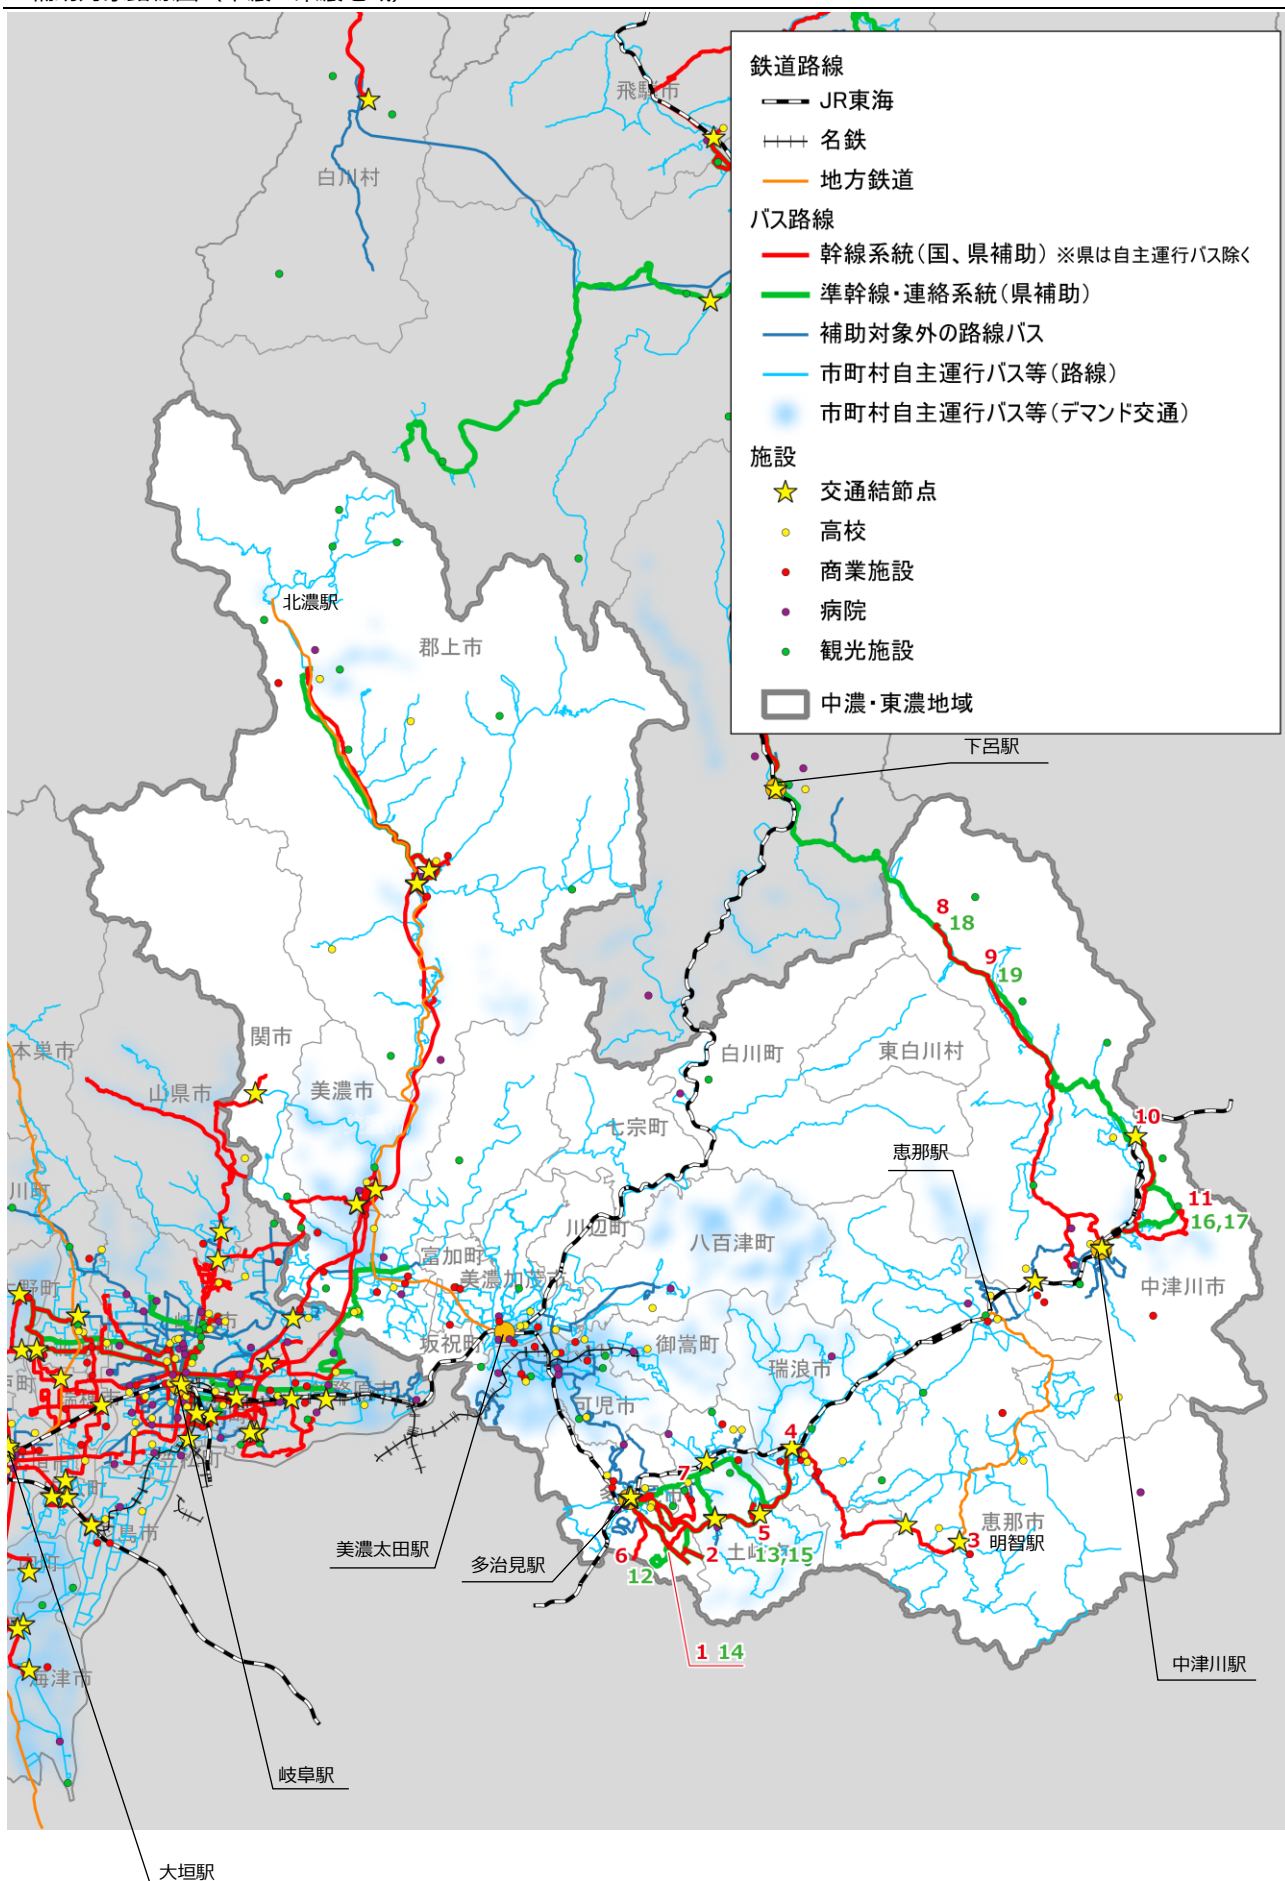 鉄道路線
JR東海
名鉄
地方鉄道
バス路線
幹線系統(国、県補助) ※県は自主運行バス除く
準幹線・連絡系統(県補助)
補助対象外の路線バス
市町村自主運行バス等(路線)
市町村自主運行バス等(デマンド交通)
施設
交通結節点
高校
商業施設
病院
観光施設
中濃・東濃地域
飛騨市
白川村
北濃駅
郡上市
下呂駅
8
18
9
19
関市
本巣市
山県市
美濃市
白川町
東白川村
七宗町
恵那駅
10
川町
11
16,17
川辺町
八百津町
富加町
美濃加茂市
中津川市
坂祝町
御嵩町
瑞浪市
可児市
4
7
恵那市
明智駅
3
5
13,15
2
6
12
美濃太田駅
多治見駅
1 14
中津川駅
海津市
岐阜駅
大垣駅